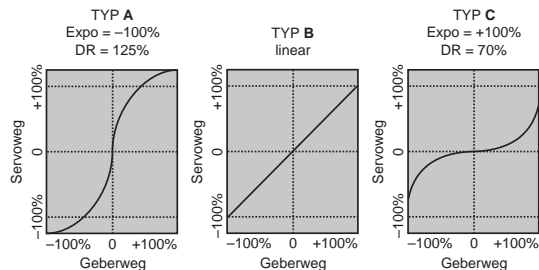 TYP A
Expo = –100%
DR = 125%
Servoweg
+100%
0
–100%
–100% 0 +100%
Geberweg
TYP B
linear
Servoweg
+100%
0
–100%
–100% 0 +100%
Geberweg
TYP C
Expo = +100%
DR = 70%
Servoweg
+100%
0
–100%
–100% 0 +100%
Geberweg